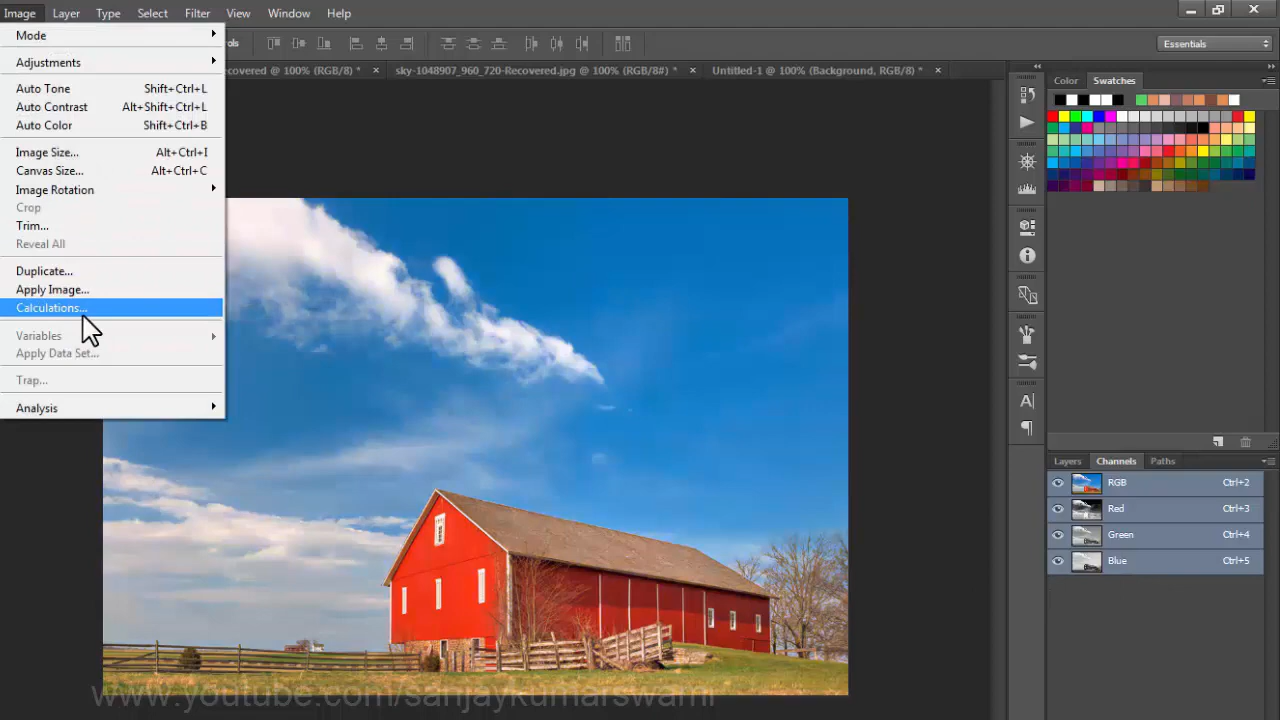 Image Layer Type Select Filter View Window Help
Mode
Adjustments
Auto Tone Shift+Ctrl+L
Auto Contrast Alt+Shift+Ctrl+L
Auto Color Shift+Ctrl+B
Image Size... Alt+Ctrl+I
Canvas Size... Alt+Ctrl+C
Image Rotation
Crop
Trim...
Reveal All
Duplicate...
Apply Image...
Calculations...
Variables
Apply Data Set...
Trap...
Analysis
rols
Essentials
ecovered @ 100% (RGB/8) * × sky-1048907_960_720-Recovered.jpg @ 100% (RGB/8#) * × Untitled-1 @ 100% (Background, RGB/8) * ×
Color Swatches
Layers Channels Paths
RGB Ctrl+2
Red Ctrl+3
Green Ctrl+4
Blue Ctrl+5
www.youtube.com/sanjaykumarswami